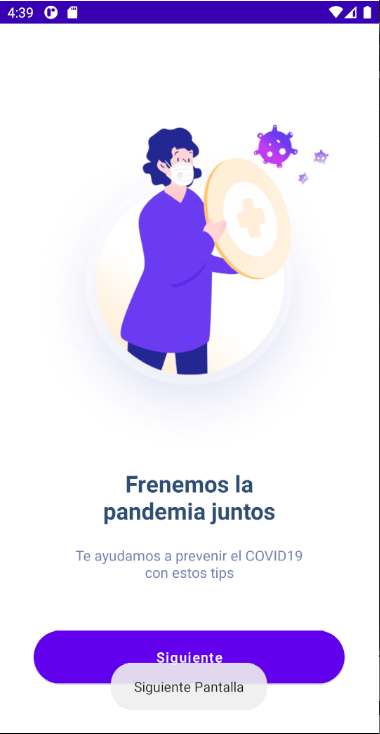 4:39
Frenemos la
pandemia juntos
Te ayudamos a prevenir el COVID19
con estos tips
Siguiente
Siguiente Pantalla